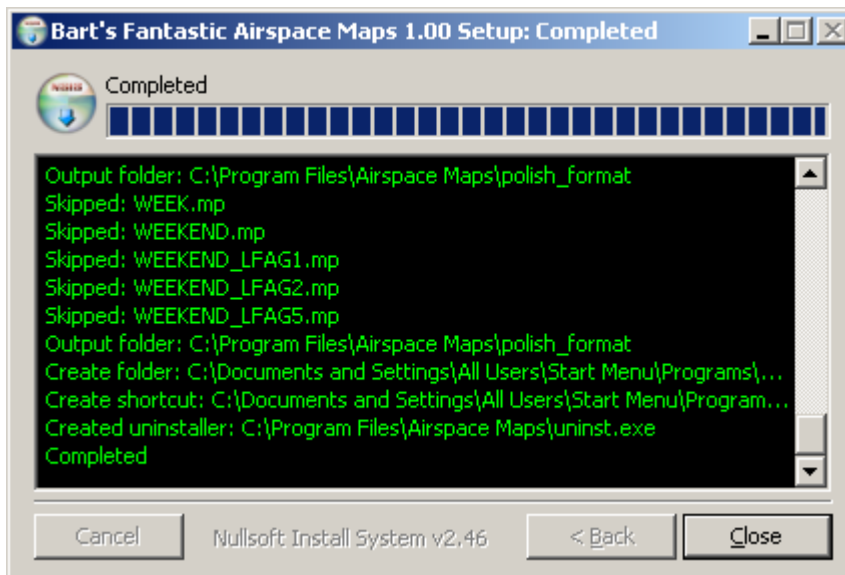 Bart's Fantastic Airspace Maps 1.00 Setup: Completed
NSIS
Completed
Output folder: C:\Program Files\Airspace Maps\polish_format
Skipped: WEEK.mp
Skipped: WEEKEND.mp
Skipped: WEEKEND_LFAG1.mp
Skipped: WEEKEND_LFAG2.mp
Skipped: WEEKEND_LFAG5.mp
Output folder: C:\Program Files\Airspace Maps\polish_format
Create folder: C:\Documents and Settings\All Users\Start Menu\Programs\...
Create shortcut: C:\Documents and Settings\All Users\Start Menu\Program...
Created uninstaller: C:\Program Files\Airspace Maps\uninst.exe
Completed
Cancel
Nullsoft Install System v2.46
< Back
Close